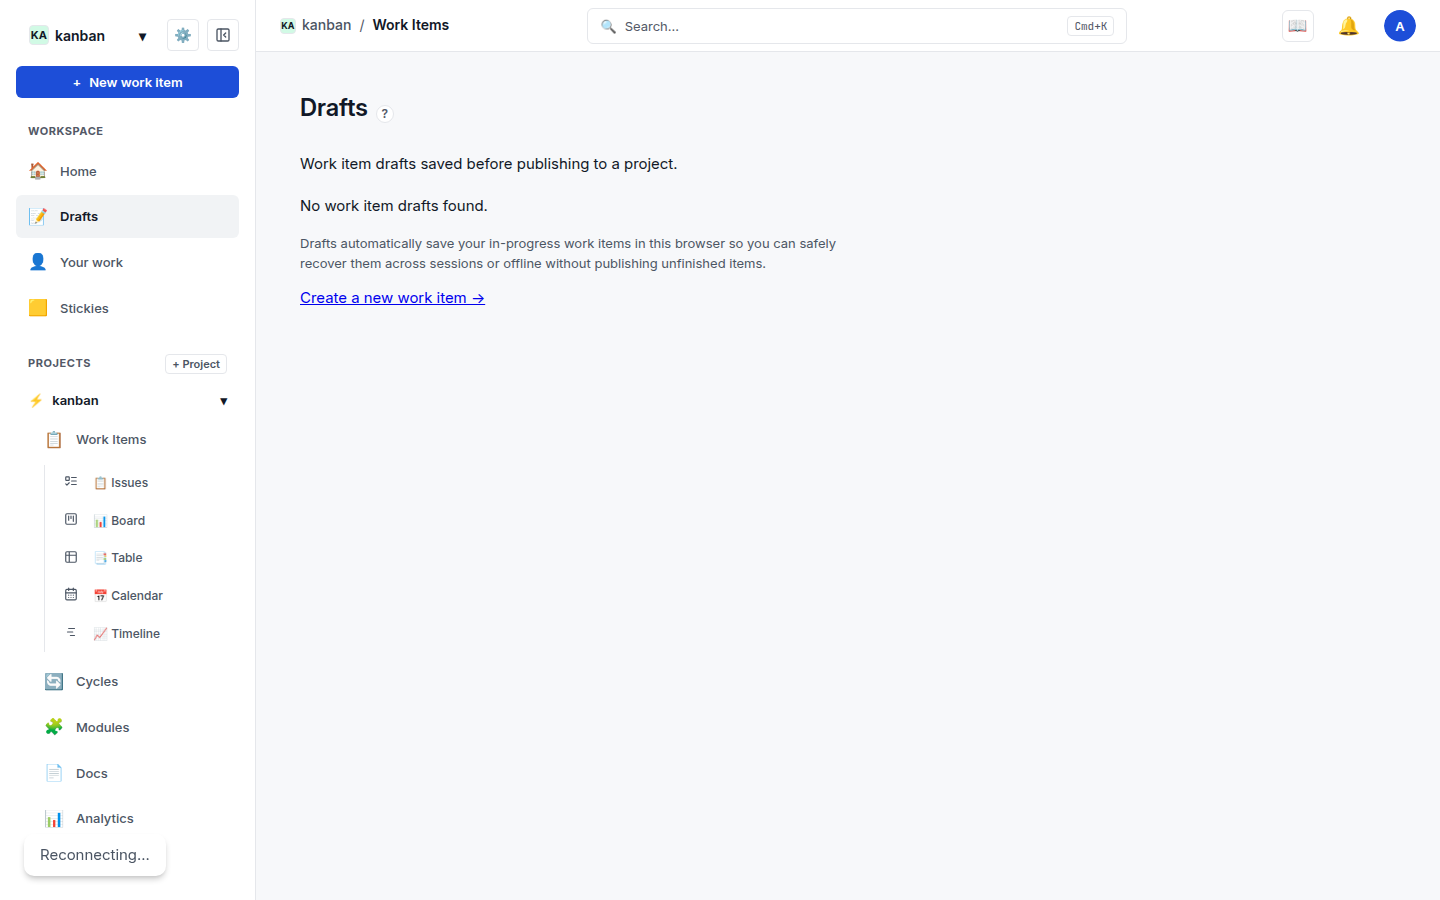 KA kanban ▾
+ New work item
WORKSPACE
Home
Drafts
Your work
Stickies
PROJECTS
+ Project
kanban ▾
Work Items
Issues
Board
Table
Calendar
Timeline
Cycles
Modules
Docs
Analytics
Reconnecting...
KA kanban / Work Items
Search...
Cmd+K
A
Drafts ?
Work item drafts saved before publishing to a project.
No work item drafts found.
Drafts automatically save your in-progress work items in this browser so you can safely
recover them across sessions or offline without publishing unfinished items.
Create a new work item →